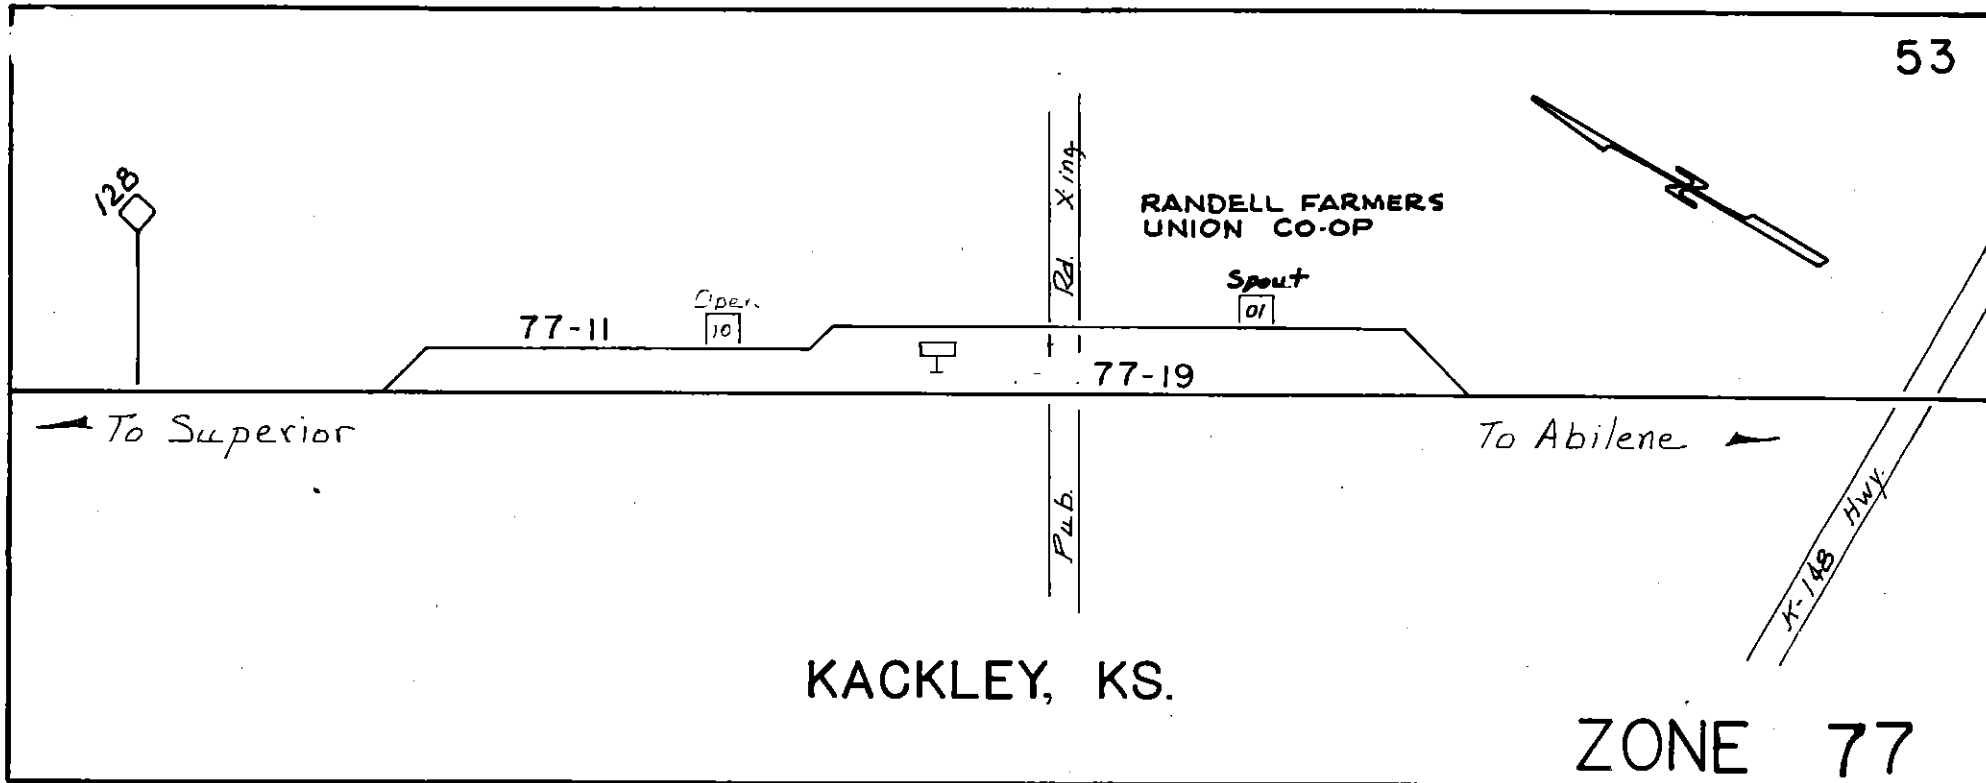 53
128
RANDELL FARMERS
UNION CO-OP
Spout
01
Open
10
77-11
77-19
Pub. Rd. X ing
N
To Superior
To Abilene
K-148 Hwy.
KACKLEY, KS.
ZONE 77